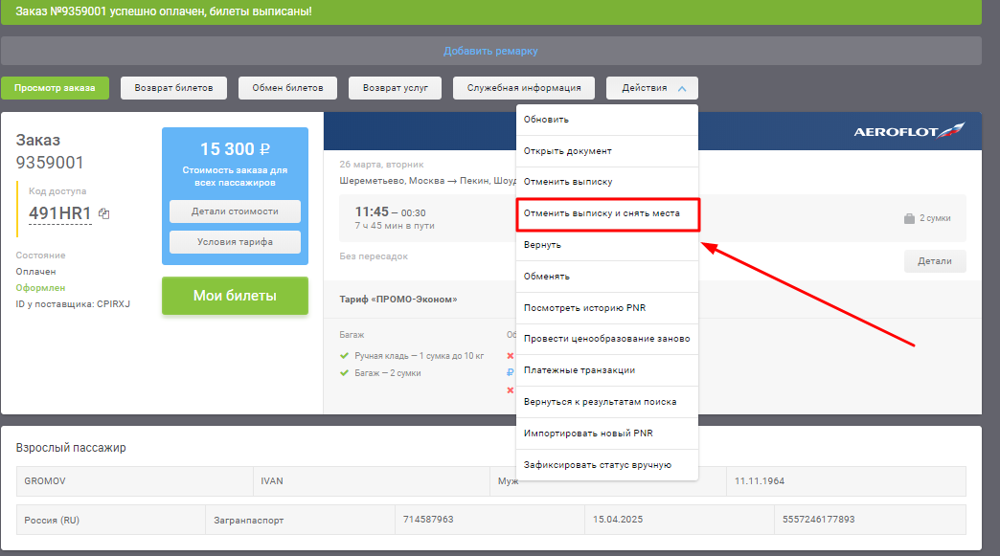 Заказ №9359001 успешно оплачен, билеты выписаны!
Добавить ремарку
Просмотр заказа
Возврат билетов
Обмен билетов
Возврат услуг
Служебная информация
Действия
Обновить
Открыть документ
Отменить выписку
Отменить выписку и снять места
Вернуть
Обменять
Посмотреть историю PNR
Провести ценообразование заново
Платежные транзакции
Вернуться к результатам поиска
Импортировать новый PNR
Зафиксировать статус вручную
Заказ
9359001
Код доступа
491HR1
Состояние
Оплачен
Оформлен
ID у поставщика: CPIRXJ
15 300 ₽
Стоимость заказа для
всех пассажиров
Детали стоимости
Условия тарифа
Мои билеты
AEROFLOT
26 марта, вторник
Шереметьево, Москва → Пекин, Шоуд
11:45 — 00:30
7 ч 45 мин в пути
2 сумки
Без пересадок
Детали
Тариф «ПРОМО-Эконом»
Багаж
Ручная кладь — 1 сумка до 10 кг
Багаж — 2 сумки
Взрослый пассажир
GROMOV
IVAN
Муж
11.11.1964
Россия (RU)
Загранпаспорт
714587963
15.04.2025
5557246177893